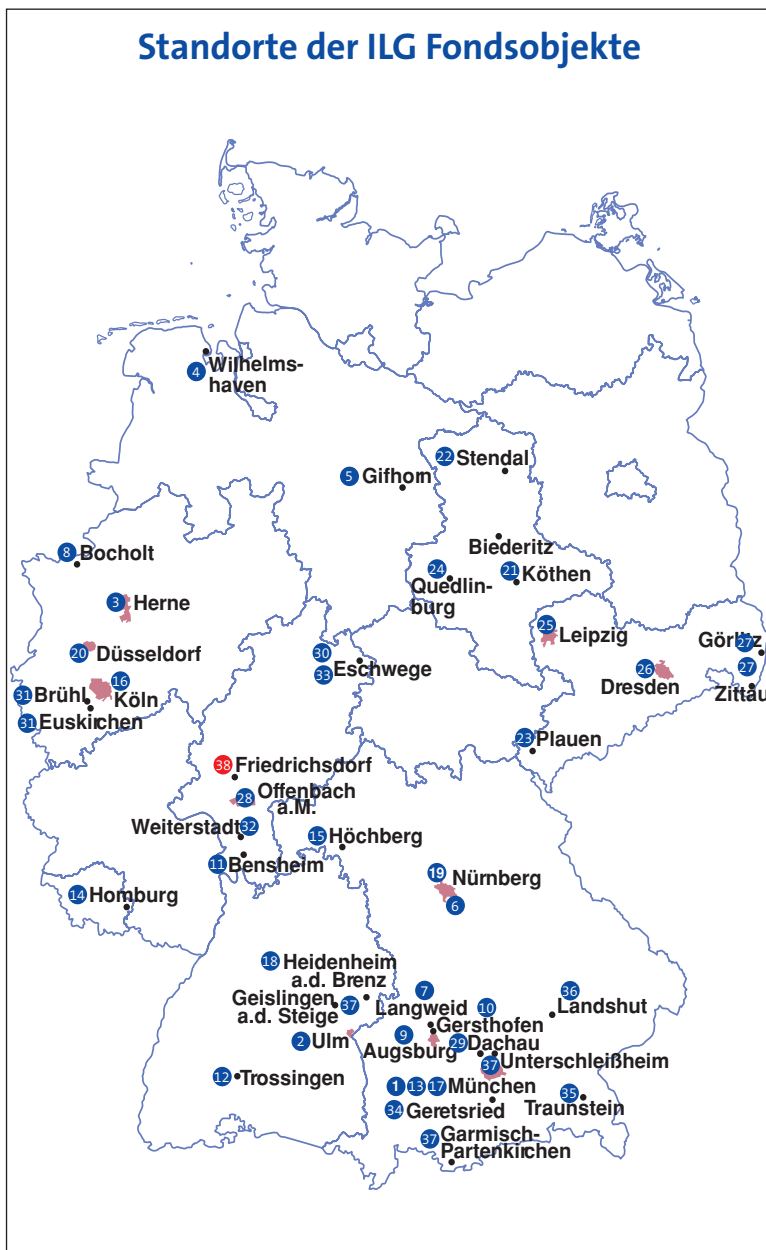 Standorte der ILG Fondsobjekte
Wilhelms-
4
haven
22 Stendal
5 Gifhorn
8 Bocholt
Biederitz
24
21 Köthen
Quedlin-
burg
3 Herne
25
Leipzig
Görlitz 27
20 Düsseldorf
30
Eschwege
33
26
Dresden
27
Zittau
16
31 Brühl
Köln
31 Euskirchen
23 Plauen
38 Friedrichsdorf
28 Offenbach
a.M.
Weiterstadt 32
15 Höchberg
11 Bensheim
19 Nürnberg
6
14 Homburg
18 Heidenheim
a.d. Brenz
Geislingen 37
a.d. Steige
7
Langweid
10
36
Landshut
Gersthofen
9
Augsburg
29 Dachau
2 Ulm
37 Unterschleißheim
12 Trossingen
1 13 17 München
34 Geretsried
35
Traunstein
37 Garmisch-
Partenkirchen